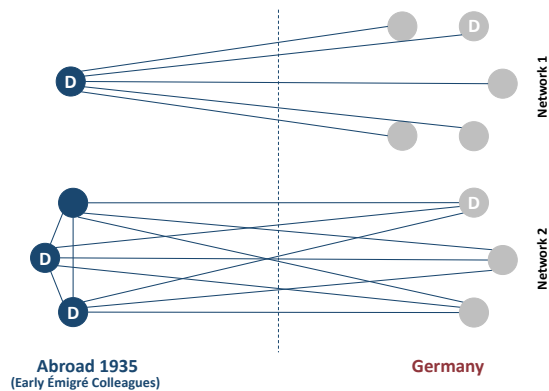 D
D
Network 1
D
D
D
Network 2
Abroad 1935
(Early Émigré Colleagues)
Germany